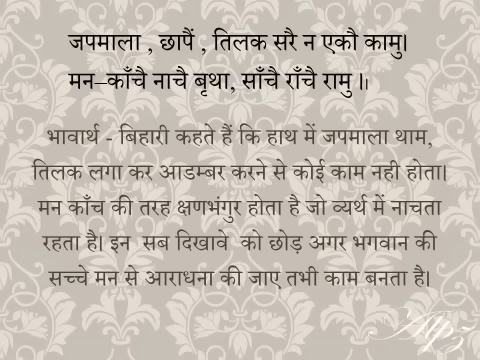 जपमाला , छापैं , तिलक सरै न एकौ कामु।
मन–काँचै नाचै बृथा, साँचै राँचै रामु ।।
भावार्थ - बिहारी कहते हैं कि हाथ में जपमाला थाम,
तिलक लगा कर आडम्बर करने से कोई काम नही होता।
मन काँच की तरह क्षणभंगुर होता है जो व्यर्थ में नाचता
रहता है। इन सब दिखावे को छोड़ अगर भगवान की
सच्चे मन से आराधना की जाए तभी काम बनता है।